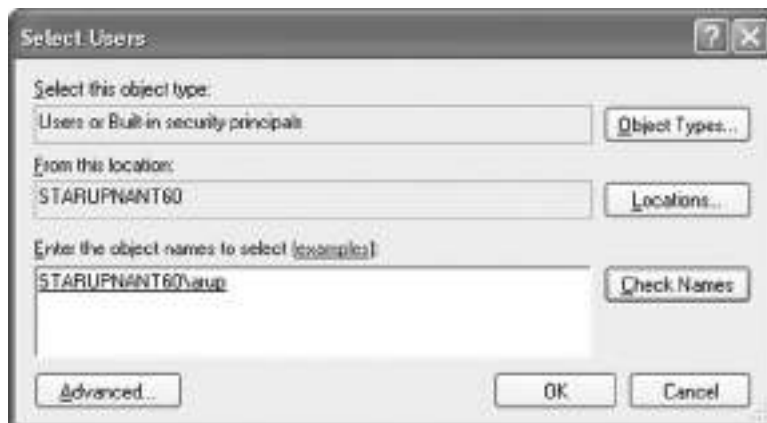 Select Users
Select this object type:
Users or Built-in security principals
Object Types...
From this location:
STARUPNANT60
Locations...
Enter the object names to select (examples):
STARUPNANT60\arup
Check Names
Advanced...
OK
Cancel